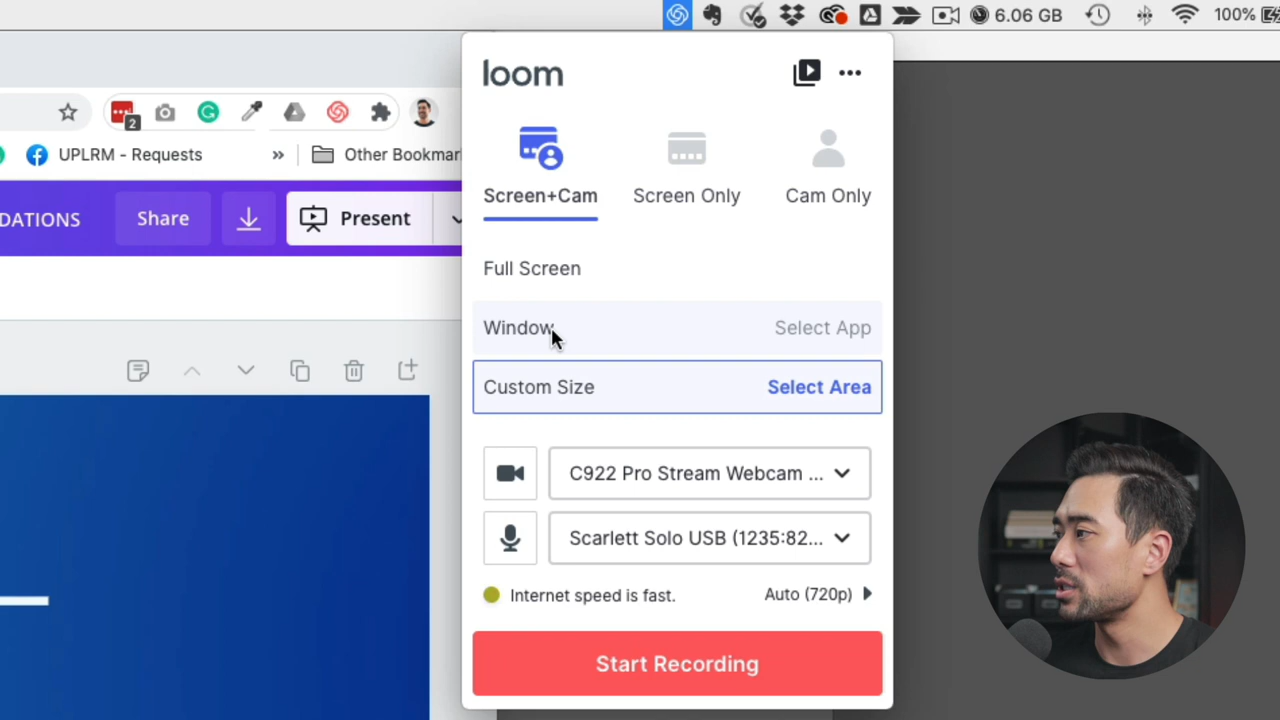 6.06 GB 100%
loom
2
UPLRM - Requests » Other Bookmar
Screen+Cam Screen Only Cam Only
DATIONS Share Present
Full Screen
Window Select App
Custom Size Select Area
C922 Pro Stream Webcam ...
Scarlett Solo USB (1235:82...
Internet speed is fast. Auto (720p)
Start Recording